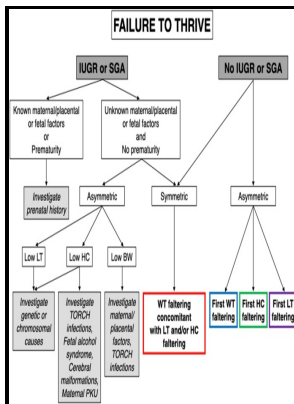 FAILURE TO THRIVE
IUGR or SGA
No IUGR or SGA
Known maternal/placental
or fetal factors
or
Prematurity
Unknown maternal/placental
or fetal factors
and
No prematurity
Investigate
prenatal history
Asymmetric
Symmetric
Asymmetric
Low LT
Low HC
Low BW
Investigate
genetic or
chromosomal
causes
Investigate
TORCH
infections,
Fetal alcohol
syndrome,
Cerebral
malformations,
Maternal PKU
Investigate
maternal/
placental
factors,
TORCH
infections
WT faltering
concomitant
with LT and/or HC
faltering
First WT
faltering
First HC
faltering
First LT
faltering